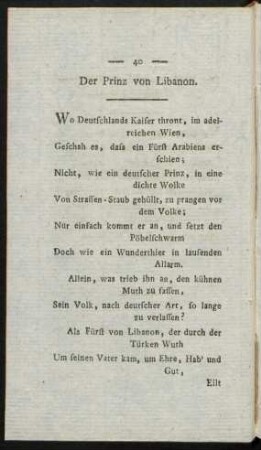 — 40 —
Der Prinz von Libanon.
Wo Deutschlands Kaiser thront, im adel-
reichen Wien,
Geschah es, dass ein Fürst Arabiens er-
schien;
Nicht, wie ein deutscher Prinz, in eine
dichte Wolke
Von Strassen-Staub gehüllt, zu prangen vor
dem Volke;
Nur einfach kommt er an, und setzt den
Pöbelschwarm
Doch wie ein Wunderthier in tausenden
Allarm.
Allein, was trieb ihn an, den kühnen
Muth zu fassen,
Sein Volk, nach deutscher Art, so lange
zu verlassen?
Als Fürst von Libanon, der durch der
Türken Wuth
Um seinen Vater kam, um Ehre, Hab' und
Gut,
Eilt